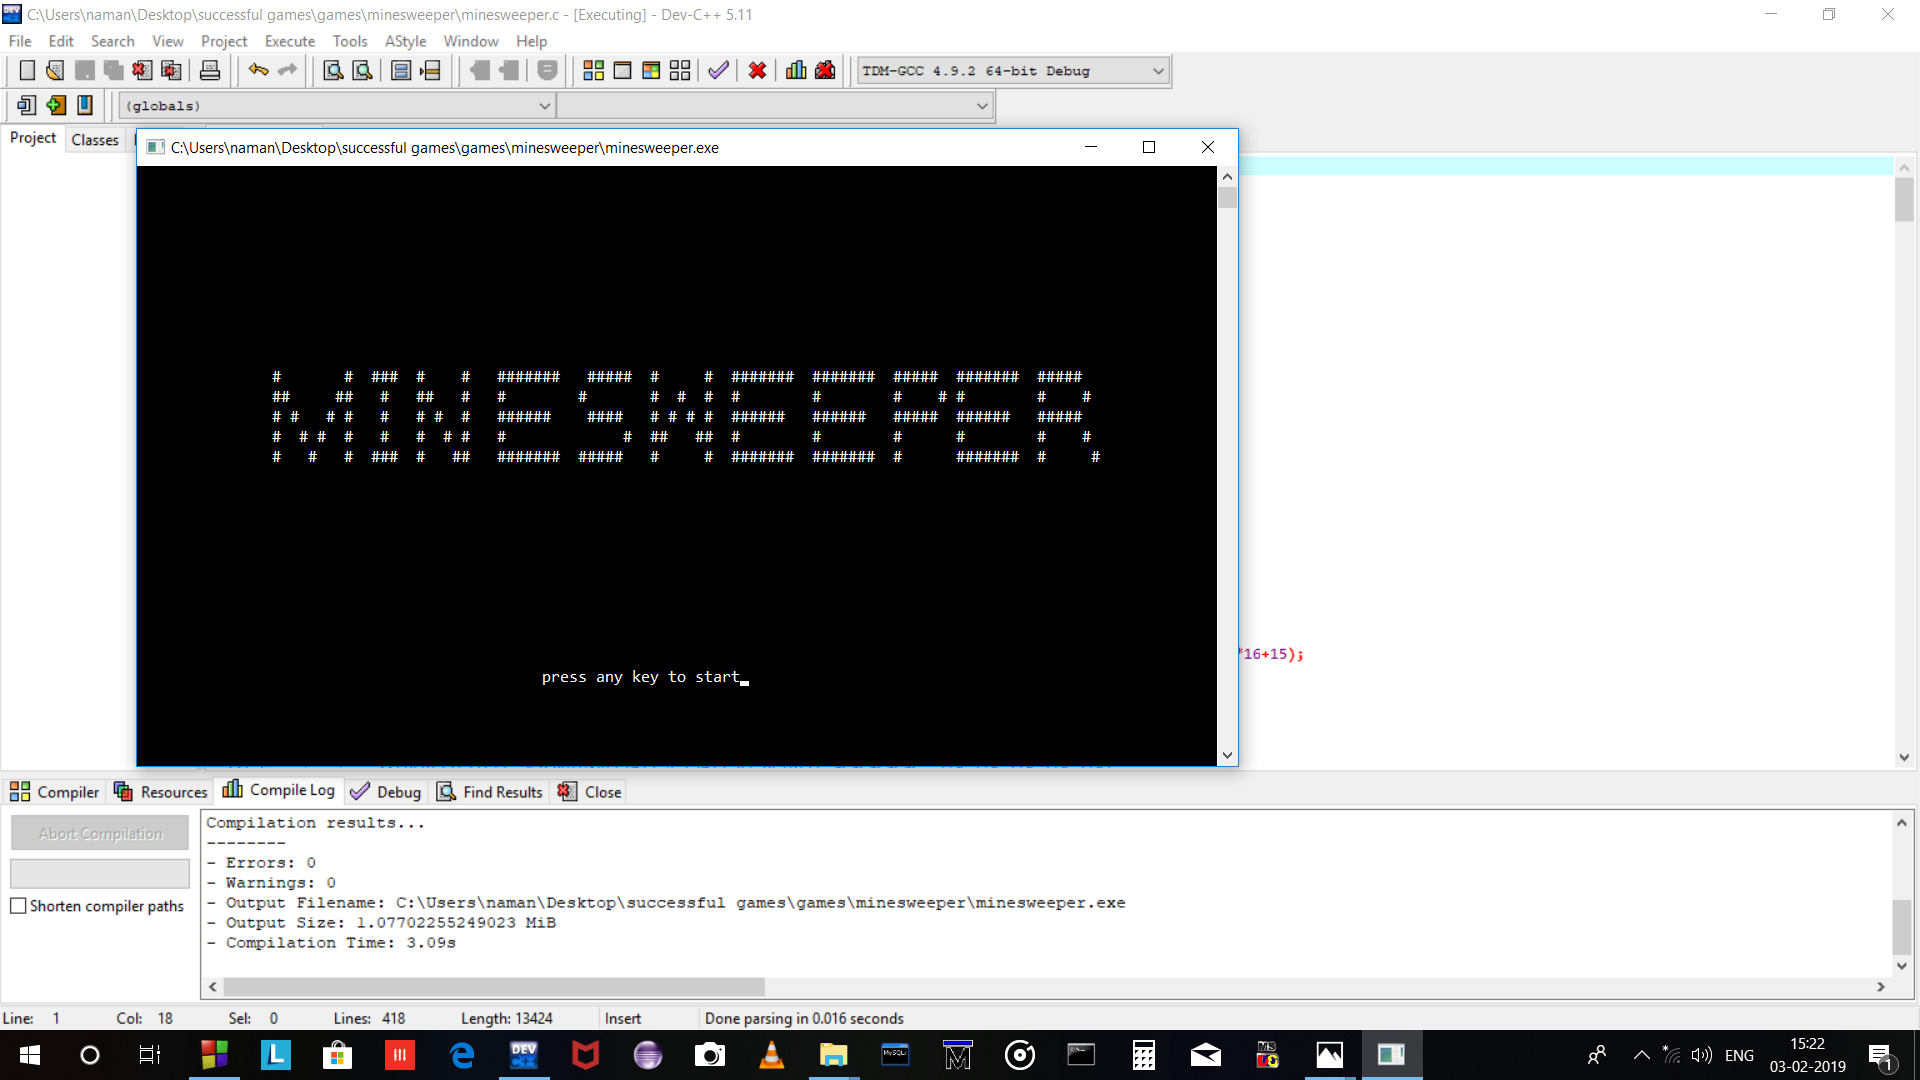 C:\Users\naman\Desktop\successful games\games\minesweeper\minesweeper.c - [Executing] - Dev-C++ 5.11
File Edit Search View Project Execute Tools AStyle Window Help
TDM-GCC 4.9.2 64-bit Debug
(globals)
Project Classes
C:\Users\naman\Desktop\successful games\games\minesweeper\minesweeper.exe
MINESWEEPER
*16+15);
press any key to start
Compiler Resources Compile Log Debug Find Results Close
Abort Compilation
Shorten compiler paths
Compilation results...
--------
- Errors: 0
- Warnings: 0
- Output Filename: C:\Users\naman\Desktop\successful games\games\minesweeper\minesweeper.exe
- Output Size: 1.07702255249023 MiB
- Compilation Time: 3.09s
Line: 1 Col: 18 Sel: 0 Lines: 418 Length: 13424 Insert Done parsing in 0.016 seconds
L DEV C++ MySQL ENG 15:22
03-02-2019 1